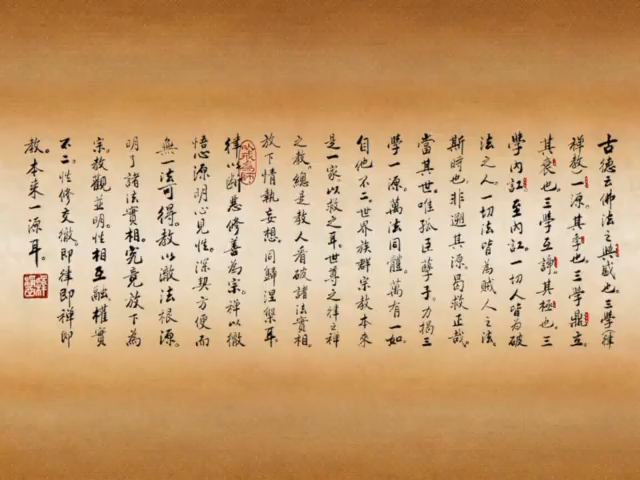 古德云佛法之興盛也。三學(律
禪教)一源。其季也三學鼎立。
其衰也三學互謝。其極也三
學內訌。至內訌。一切人皆為破
法之人。一切法皆為賊人之法。
斯時也非遡其源曷救正哉。
當其世。唯孤臣孽子。力搊三
學一源。萬法同體。萬有一如。
自他不二。世界族群宗教本來
是一家以救之耳。世尊之律之禪
之教。總是教人看破諸法實相。
放下情執妄想。同歸涅槃耳。
律以斷惡修善為宗。禪以徹
悟心源明心見性。深契方便而
無一法可得。教以澈法根源。
明了諸法實相。究竟放下為
宗。教觀並明。性相互融。權實
不二。性修交徹。即律即禪即
教。本來一源耳。